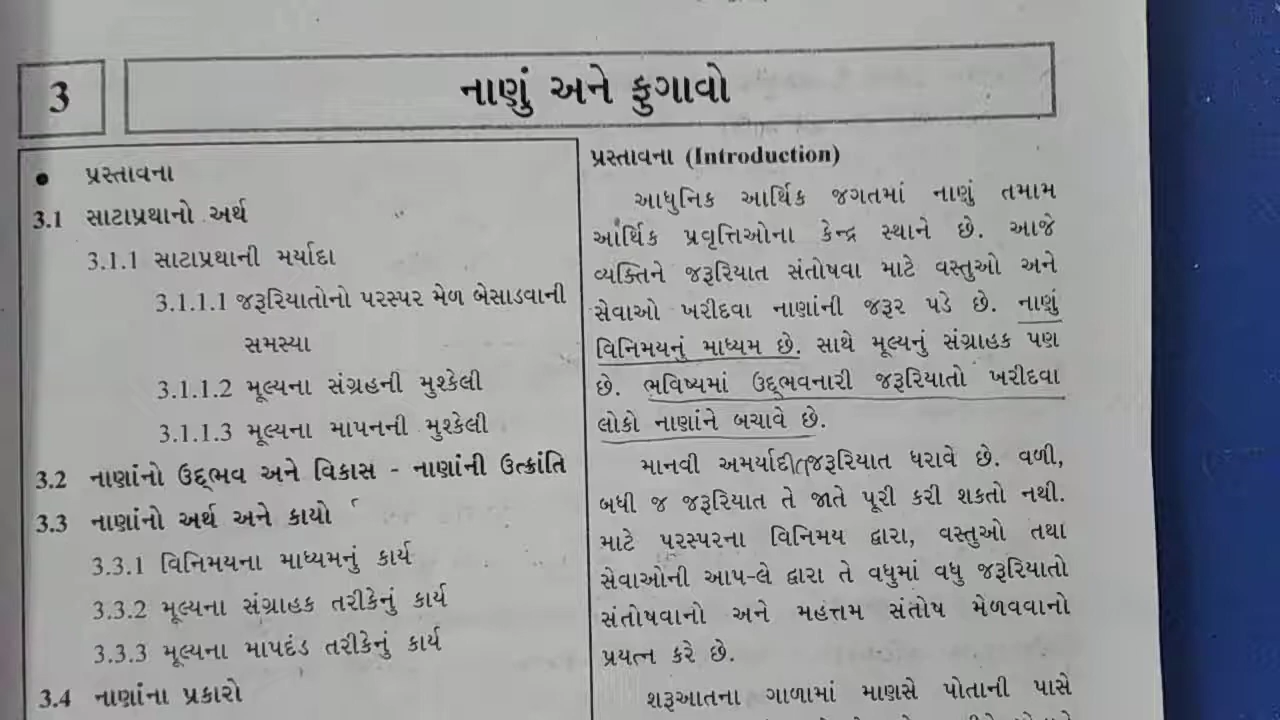 3
નાણું અને ફુગાવો
• પ્રસ્તાવના
3.1 સાટાપ્રથાનો અર્થ
3.1.1 સાટાપ્રથાની મર્યાદા
3.1.1.1 જરૂરિયાતોનો પરસ્પર મેળ બેસાડવાની
સમસ્યા
3.1.1.2 મૂલ્યના સંગ્રહની મુશ્કેલી
3.1.1.3 મૂલ્યના માપનની મુશ્કેલી
3.2 નાણાંનો ઉદ્ભવ અને વિકાસ - નાણાંની ઉત્ક્રાંતિ
3.3 નાણાંનો અર્થ અને કાયો
3.3.1 વિનિમયના માધ્યમનું કાર્ય
3.3.2 મૂલ્યના સંગ્રાહક તરીકેનું કાર્ય
3.3.3 મૂલ્યના માપદંડ તરીકેનું કાર્ય
3.4 નાણાંના પ્રકારો
પ્રસ્તાવના (Introduction)
આધુનિક આર્થિક જગતમાં નાણું તમામ
આર્થિક પ્રવૃત્તિઓના કેન્દ્ર સ્થાને છે. આજે
વ્યક્તિને જરૂરિયાત સંતોષવા માટે વસ્તુઓ અને
સેવાઓ ખરીદવા નાણાંની જરૂર પડે છે. નાણું
વિનિમયનું માધ્યમ છે. સાથે મૂલ્યનું સંગ્રાહક પણ
છે. ભવિષ્યમાં ઉદ્ભવનારી જરૂરિયાતો ખરીદવા
લોકો નાણાંને બચાવે છે.
માનવી અમર્યાદીત જરૂરિયાત ધરાવે છે. વળી,
બધી જ જરૂરિયાત તે જાતે પૂરી કરી શકતો નથી.
માટે પરસ્પરના વિનિમય દ્વારા, વસ્તુઓ તથા
સેવાઓની આપ-લે દ્વારા તે વધુમાં વધુ જરૂરિયાતો
સંતોષવાનો અને મહત્તમ સંતોષ મેળવવાનો
પ્રયત્ન કરે છે.
શરૂઆતના ગાળામાં માણસે પોતાની પાસે